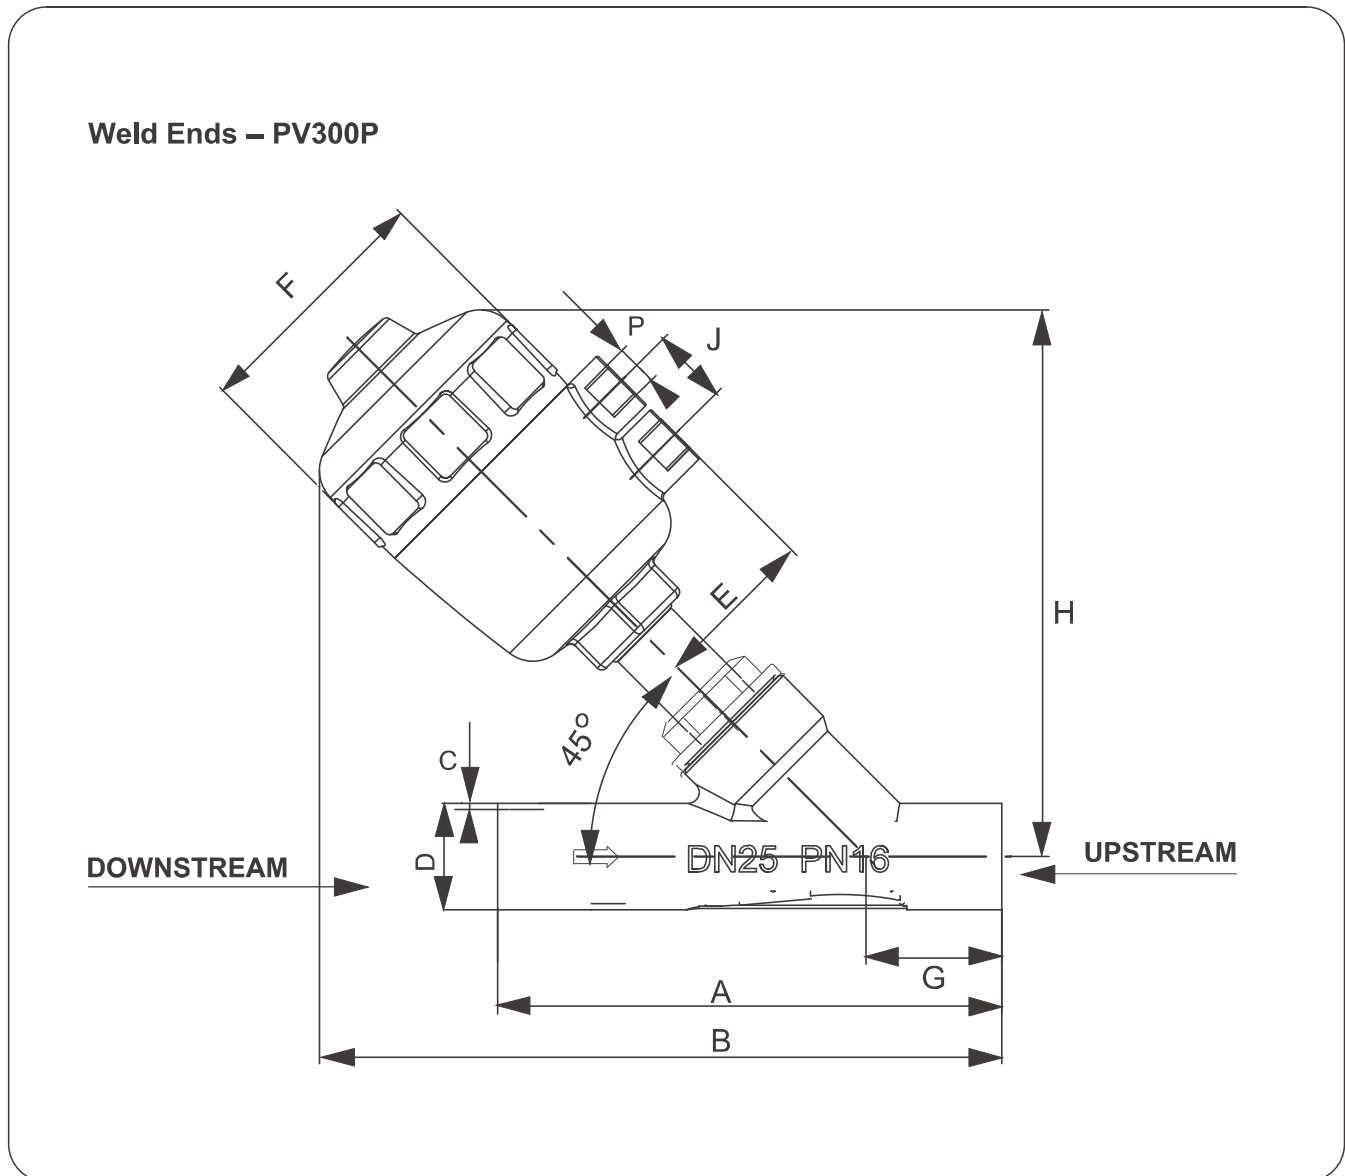 Weld Ends – PV300P
F
P
J
E
H
45°
C
D
DN25 PN16
DOWNSTREAM
UPSTREAM
G
A
B